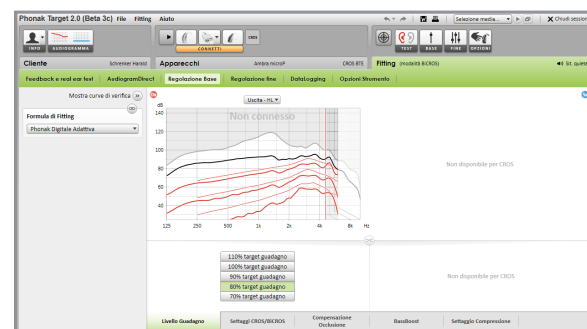 Phonak Target 2.0 (Beta 3c) File Fitting Aiuto
Selezione media...
Chiudi sessione
INFO AUDIOGRAMMA
CONNETTI
CROS
TEST BASE FINE OPZIONI
Cliente
Schreiner Harald
Apparecchi
Ambra microP
CROS BTE
Fitting (modalità BiCROS)
Sit. quiete
Feedback e real ear test AudiogramDirect Regolazione Base Regolazione fine DataLogging Opzioni Strumento
Mostra curve di verifica
Formula di Fitting
Phonak Digitale Adattiva
Uscita - HL
dB
Non connesso
140
120
100
80
60
40
125 250 500 1k 2k 4k 8k Hz
Non disponibile per CROS
110% target guadagno
100% target guadagno
90% target guadagno
80% target guadagno
70% target guadagno
Non disponibile per CROS
Livello Guadagno Settaggi CROS/BiCROS Compensazione Occlusione BassBoost Settaggio Compressione